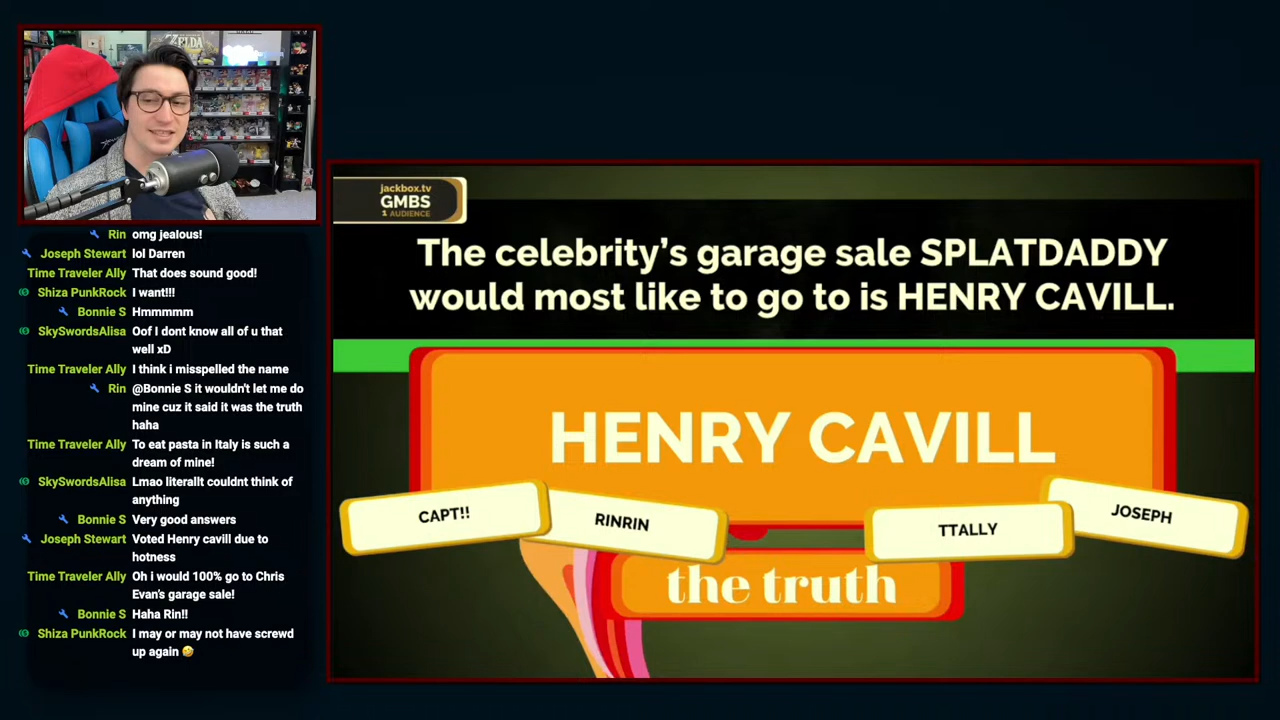 ZELDA
Rin omg jealous!
Joseph Stewart lol Darren
Time Traveler Ally That does sound good!
Shiza PunkRock I want!!!
Bonnie S Hmmmmm
SkySwordsAlisa Oof I dont know all of u that
well xD
Time Traveler Ally I think i misspelled the name
Rin @Bonnie S it wouldn't let me do
mine cuz it said it was the truth
haha
Time Traveler Ally To eat pasta in Italy is such a
dream of mine!
SkySwordsAlisa Lmao literallt couldnt think of
anything
Bonnie S Very good answers
Joseph Stewart Voted Henry cavill due to
hotness
Time Traveler Ally Oh i would 100% go to Chris
Evan's garage sale!
Bonnie S Haha Rin!!
Shiza PunkRock I may or may not have screwd
up again 🤣
jackbox.tv
GMBS
1 AUDIENCE
The celebrity's garage sale SPLATDADDY
would most like to go to is HENRY CAVILL.
HENRY CAVILL
CAPT!!
RINRIN
TTALLY
JOSEPH
the truth